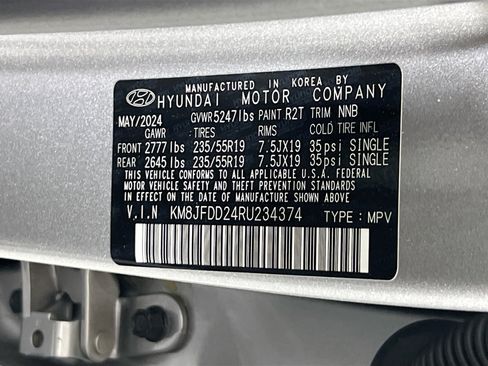 MANUFACTURED IN KOREA BY
HYUNDAI MOTOR COMPANY
MAY/2024 GVWR 5247lbs PAINT R2T TRIM NNB
GAWR TIRES RIMS COLD TIRE INFL
FRONT 2777lbs 235/55R19 7.5JX19 35psi SINGLE
REAR 2645lbs 235/55R19 7.5JX19 35psi SINGLE
THIS VEHICLE CONFORMS TO ALL APPLICABLE U.S.A. FEDERAL
MOTOR VEHICLE SAFETY AND THEFT PREVENTION STANDARDS
IN EFFECT ON THE DATE OF MANUFACTURE SHOWN ABOVE.
V.I.N KM8JFDD24RU234374 TYPE : MPV